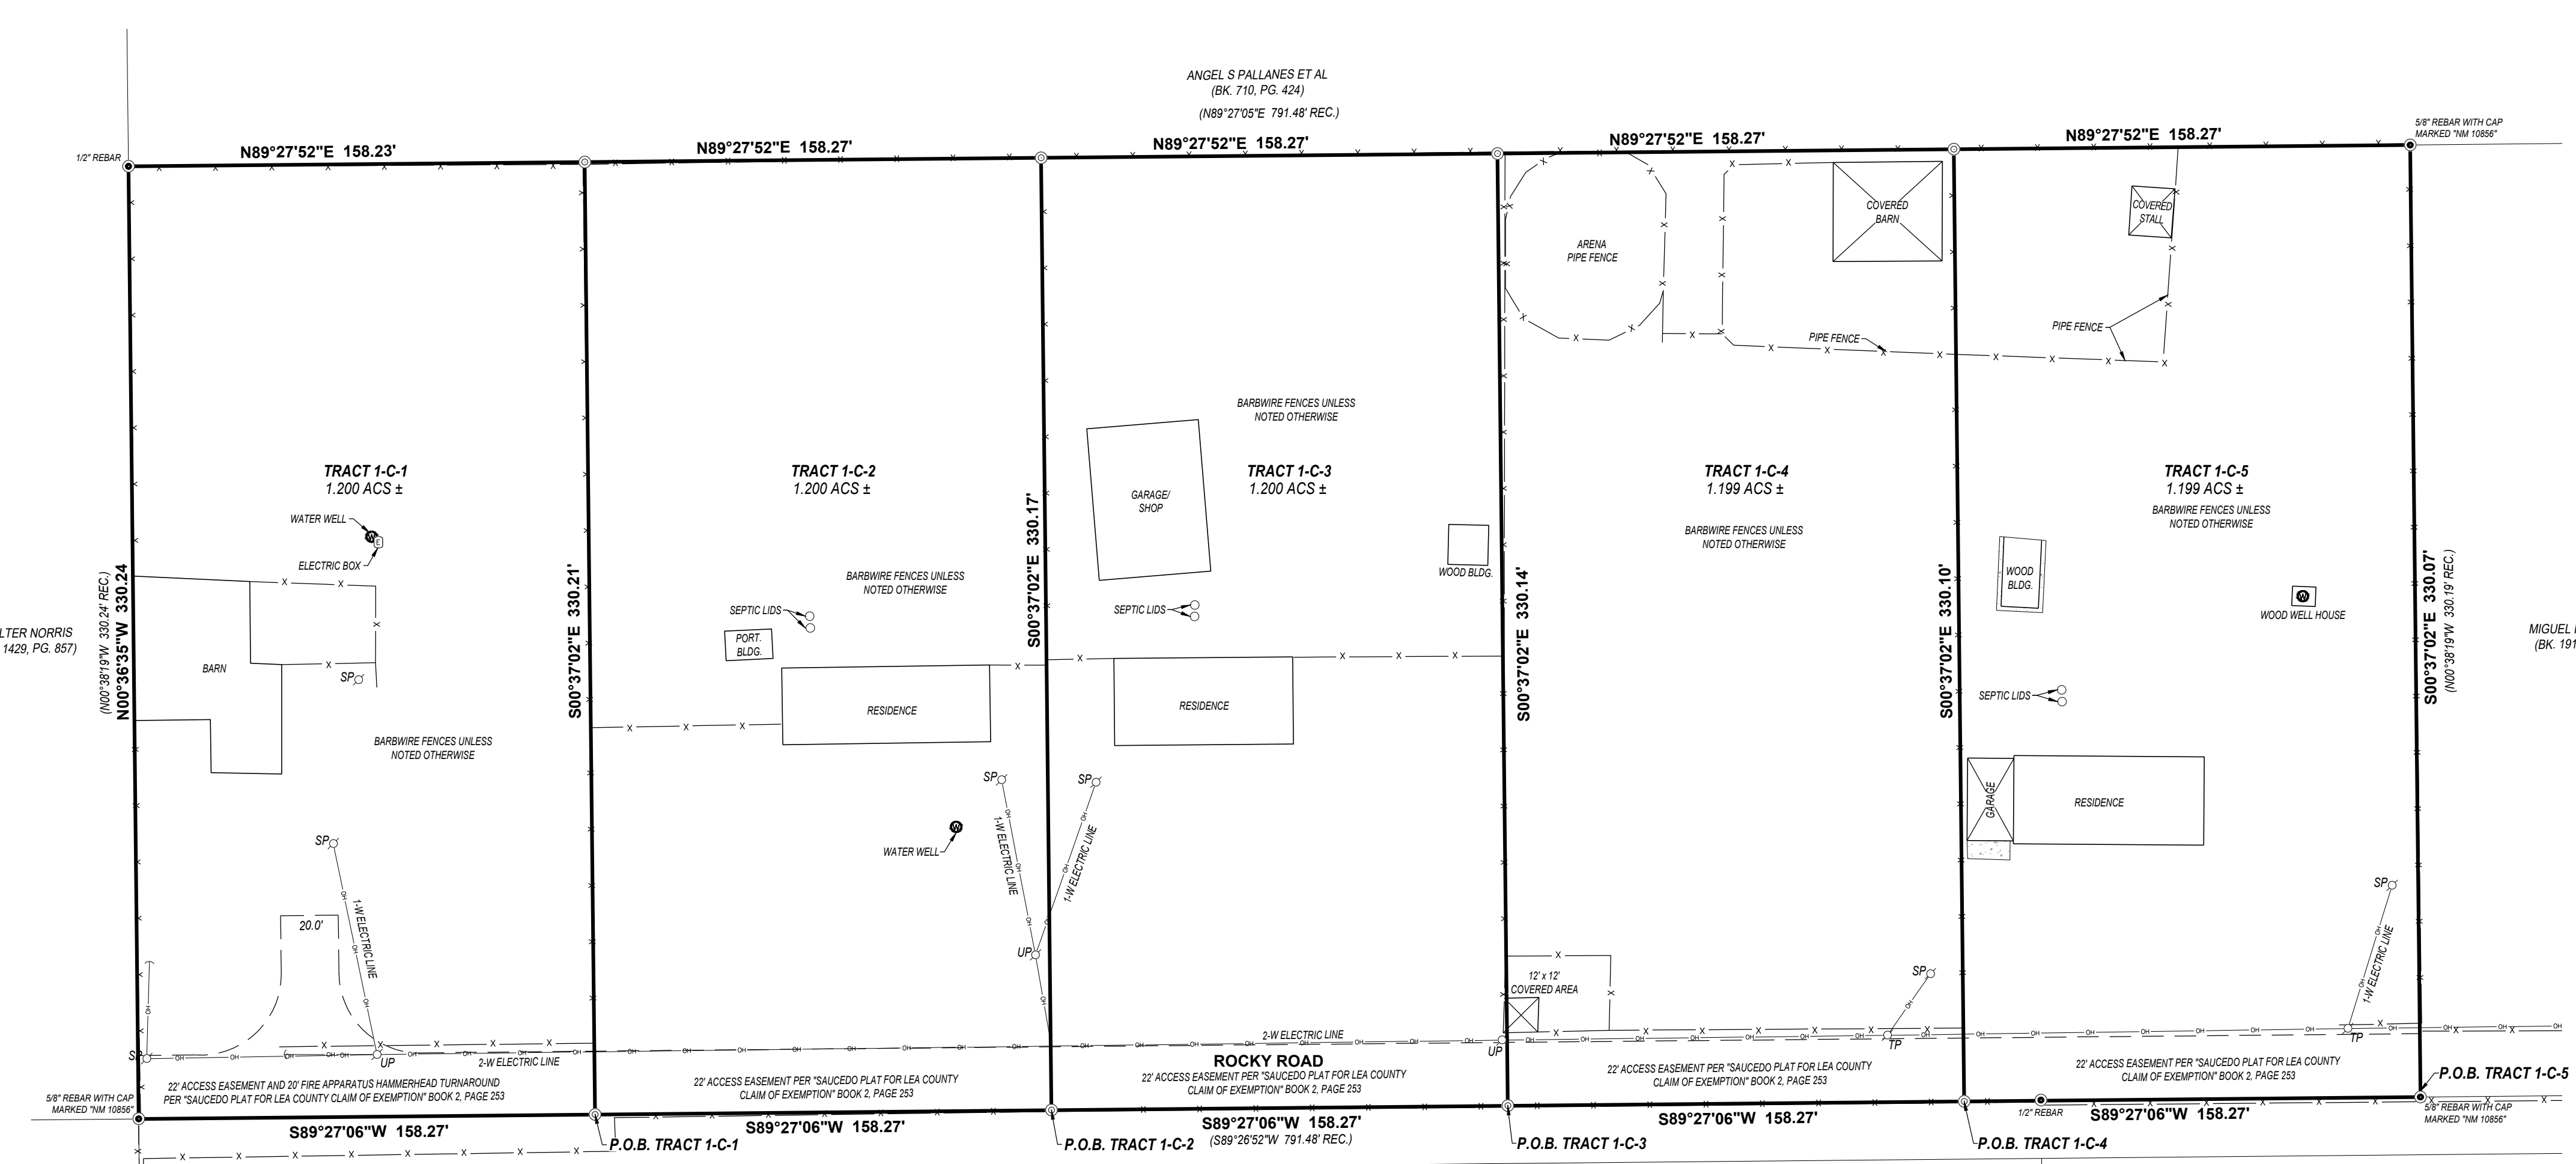 ANGEL S PALLANES ET AL
(BK. 710, PG. 424)
(N89°27'05"E 791.48' REC.)
1/2" REBAR
N89°27'52"E 158.23'
N89°27'52"E 158.27'
N89°27'52"E 158.27'
N89°27'52"E 158.27'
N89°27'52"E 158.27'
5/8" REBAR WITH CAP
MARKED "NM 10856"
ARENA
PIPE FENCE
COVERED
BARN
COVERED
STALL
PIPE FENCE
PIPE FENCE
BARBWIRE FENCES UNLESS
NOTED OTHERWISE
TRACT 1-C-1
1.200 ACS ±
TRACT 1-C-2
1.200 ACS ±
TRACT 1-C-3
1.200 ACS ±
TRACT 1-C-4
1.199 ACS ±
TRACT 1-C-5
1.199 ACS ±
GARAGE/
SHOP
BARBWIRE FENCES UNLESS
NOTED OTHERWISE
BARBWIRE FENCES UNLESS
NOTED OTHERWISE
WATER WELL
W
E
ELECTRIC BOX
WOOD BLDG.
WOOD
BLDG.
W
WOOD WELL HOUSE
BARBWIRE FENCES UNLESS
NOTED OTHERWISE
(N00°38'19"W 330.24' REC.)
N00°36'35"W 330.24
S00°37'02"E 330.21'
S00°37'02"E 330.17'
S00°37'02"E 330.14'
S00°37'02"E 330.10'
S00°37'02"E 330.07'
(N00°38'19"W 330.19' REC.)
LTER NORRIS
1429, PG. 857)
MIGUEL
(BK. 191
SEPTIC LIDS
PORT.
BLDG.
SEPTIC LIDS
SEPTIC LIDS
BARN
SP
RESIDENCE
RESIDENCE
BARBWIRE FENCES UNLESS
NOTED OTHERWISE
SP
SP
GARAGE
RESIDENCE
W
WATER WELL
1-W ELECTRIC LINE
1-W ELECTRIC LINE
SP
1-W ELECTRIC LINE
20.0'
UP
SP
SP
1-W ELECTRIC LINE
12' x 12'
COVERED AREA
SP
UP
2-W ELECTRIC LINE
2-W ELECTRIC LINE
UP
TP
TP
ROCKY ROAD
22' ACCESS EASEMENT AND 20' FIRE APPARATUS HAMMERHEAD TURNAROUND
PER "SAUCEDO PLAT FOR LEA COUNTY CLAIM OF EXEMPTION" BOOK 2, PAGE 253
22' ACCESS EASEMENT PER "SAUCEDO PLAT FOR LEA COUNTY
CLAIM OF EXEMPTION" BOOK 2, PAGE 253
22' ACCESS EASEMENT PER "SAUCEDO PLAT FOR LEA COUNTY
CLAIM OF EXEMPTION" BOOK 2, PAGE 253
22' ACCESS EASEMENT PER "SAUCEDO PLAT FOR LEA COUNTY
CLAIM OF EXEMPTION" BOOK 2, PAGE 253
22' ACCESS EASEMENT PER "SAUCEDO PLAT FOR LEA COUNTY
CLAIM OF EXEMPTION" BOOK 2, PAGE 253
P.O.B. TRACT 1-C-5
5/8" REBAR WITH CAP
MARKED "NM 10856"
1/2" REBAR
5/8" REBAR WITH CAP
MARKED "NM 10856"
S89°27'06"W 158.27'
S89°27'06"W 158.27'
S89°27'06"W 158.27'
S89°27'06"W 158.27'
S89°27'06"W 158.27'
(S89°26'52"W 791.48' REC.)
P.O.B. TRACT 1-C-1
P.O.B. TRACT 1-C-2
P.O.B. TRACT 1-C-3
P.O.B. TRACT 1-C-4